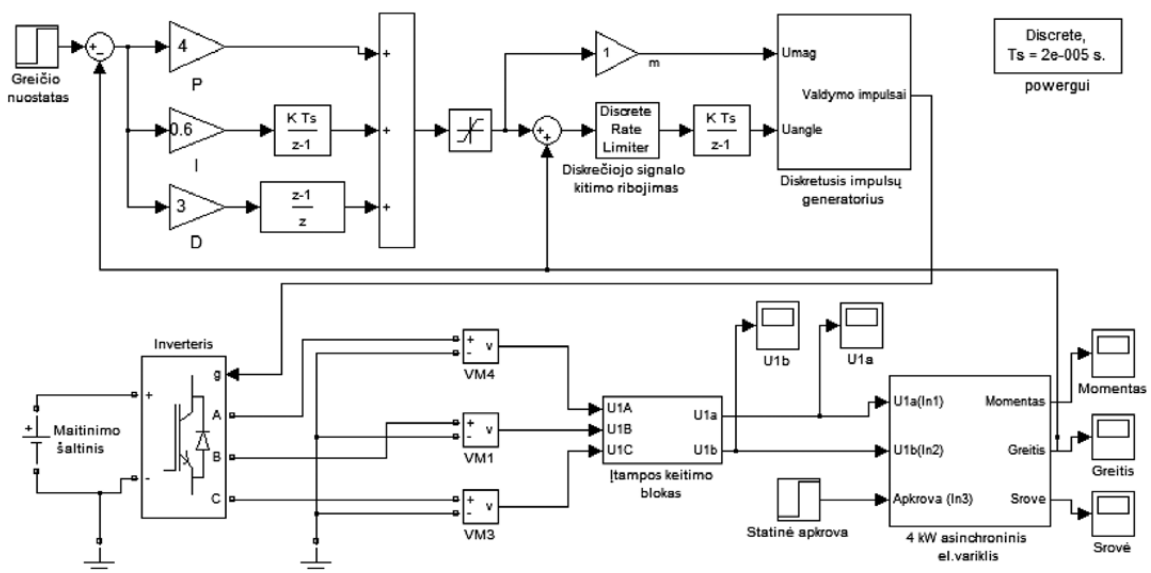 Greičio
nuostatas
+
−
4
P
0.6
I
K Ts
z-1
3
D
z-1
z
+
+
+
1
m
+
+
Discrete
Rate
Limiter
Diskrečiojo signalo
kitimo ribojimas
K Ts
z-1
Umag
Valdymo impulsai
Uangle
Diskretusis impulsų
generatorius
Discrete,
Ts = 2e-005 s.
powergui
Inverteris
g
+
A
B
-
C
+
Maitinimo
šaltinis
+
-
v
VM4
+
-
v
VM1
+
-
v
VM3
U1A
U1B
U1C
U1a
U1b
Įtampos keitimo
blokas
U1b
U1a
Statinė apkrova
U1a(In1)
U1b(In2)
Apkrova (In3)
Momentas
Greitis
Srove
4 kW asinchroninis
el.variklis
Momentas
Greitis
Srovė